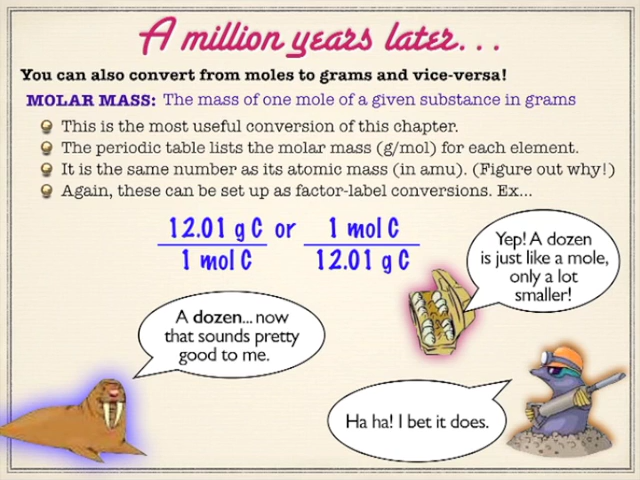 A million years later...
You can also convert from moles to grams and vice-versa!
MOLAR MASS: The mass of one mole of a given substance in grams
This is the most useful conversion of this chapter.
The periodic table lists the molar mass (g/mol) for each element.
It is the same number as its atomic mass (in amu). (Figure out why!)
Again, these can be set up as factor-label conversions. Ex...
12.01 g C or 1 mol C
1 mol C 12.01 g C
Yep! A dozen
is just like a mole,
only a lot
smaller!
A dozen... now
that sounds pretty
good to me.
Ha ha! I bet it does.